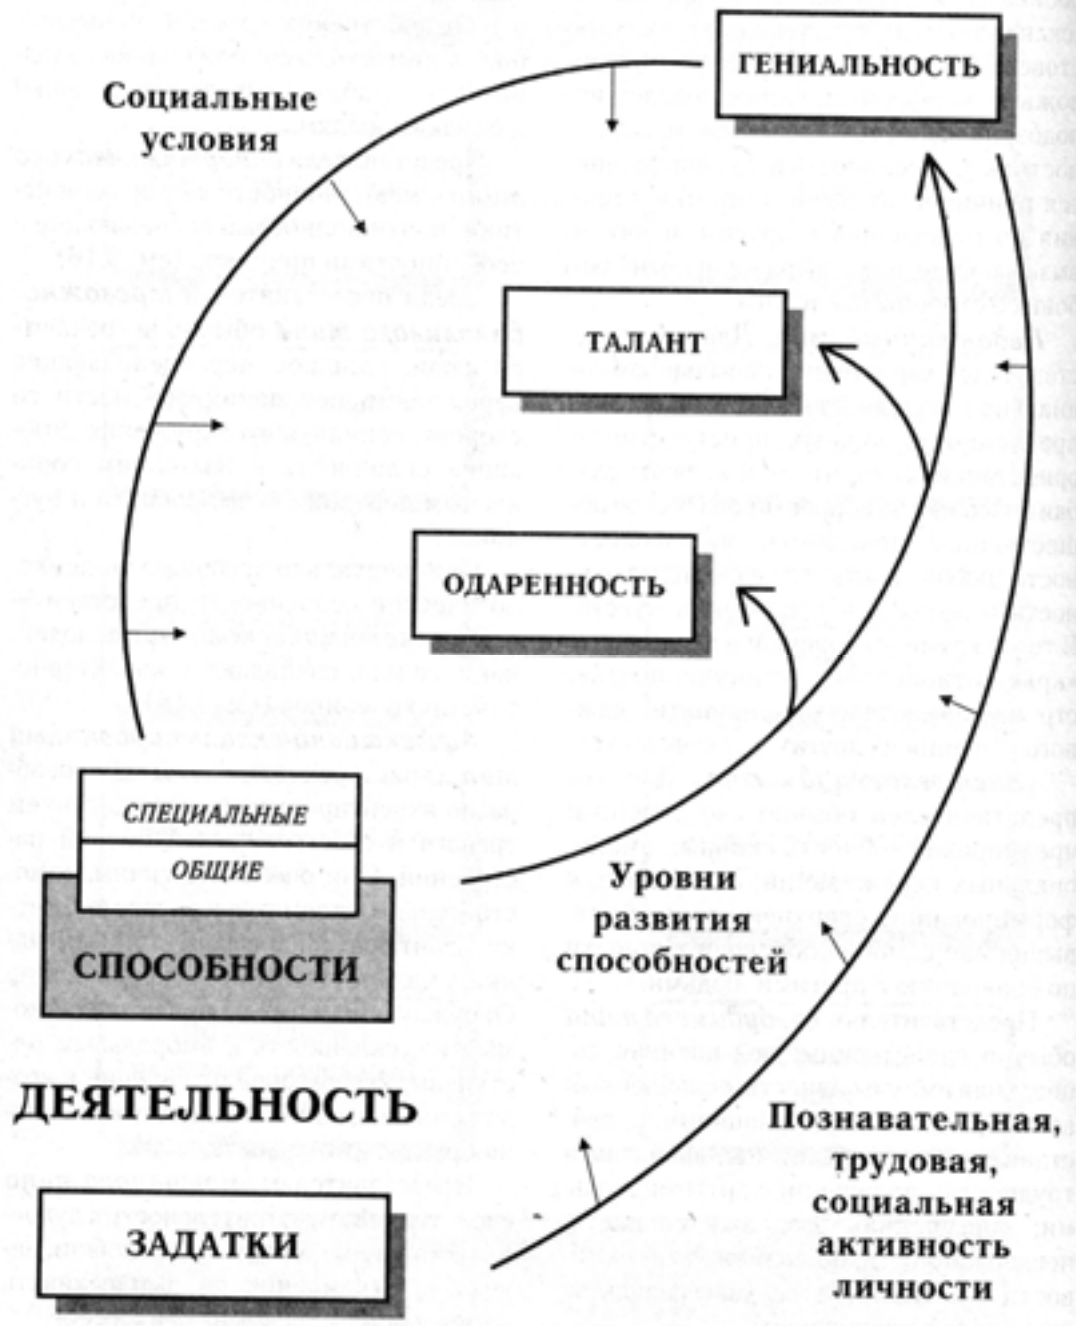 ГЕНИАЛЬНОСТЬ
Социальные
условия
ТАЛАНТ
ОДАРЕННОСТЬ
СПЕЦИАЛЬНЫЕ
ОБЩИЕ
СПОСОБНОСТИ
Уровни
развития
способностей
ДЕЯТЕЛЬНОСТЬ
ЗАДАТКИ
Познавательная,
трудовая,
социальная
активность
личности